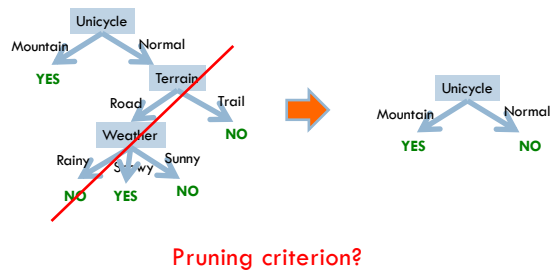 Unicycle
Mountain Normal
YES
Terrain
Road Trail
Weather NO
Rainy Snowy Sunny
NO YES NO
Unicycle
Mountain Normal
YES NO
Pruning criterion?